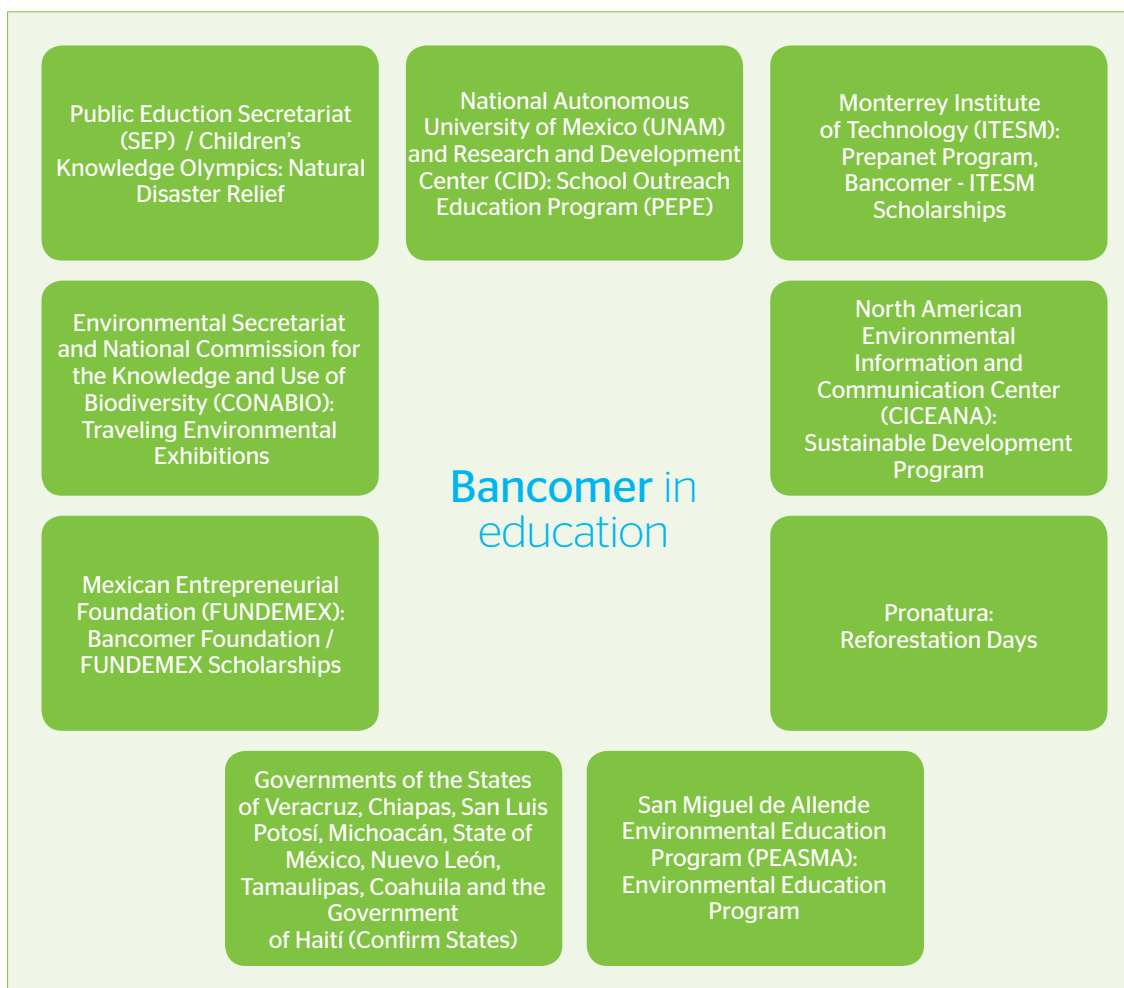 Public Eduction Secretariat
(SEP) / Children’s
Knowledge Olympics: Natural
Disaster Relief
National Autonomous
University of Mexico (UNAM)
and Research and Development
Center (CID): School Outreach
Education Program (PEPE)
Monterrey Institute
of Technology (ITESM):
Prepanet Program,
Bancomer - ITESM
Scholarships
Environmental Secretariat
and National Commission for
the Knowledge and Use of
Biodiversity (CONABIO):
Traveling Environmental
Exhibitions
North American
Environmental
Information and
Communication Center
(CICEANA):
Sustainable Development
Program
Bancomer in
education
Mexican Entrepreneurial
Foundation (FUNDEMEX):
Bancomer Foundation /
FUNDEMEX Scholarships
Pronatura:
Reforestation Days
Governments of the States
of Veracruz, Chiapas, San Luis
Potosí, Michoacán, State of
México, Nuevo León,
Tamaulipas, Coahuila and the
Government
of Haití (Confirm States)
San Miguel de Allende
Environmental Education
Program (PEASMA):
Environmental Education
Program